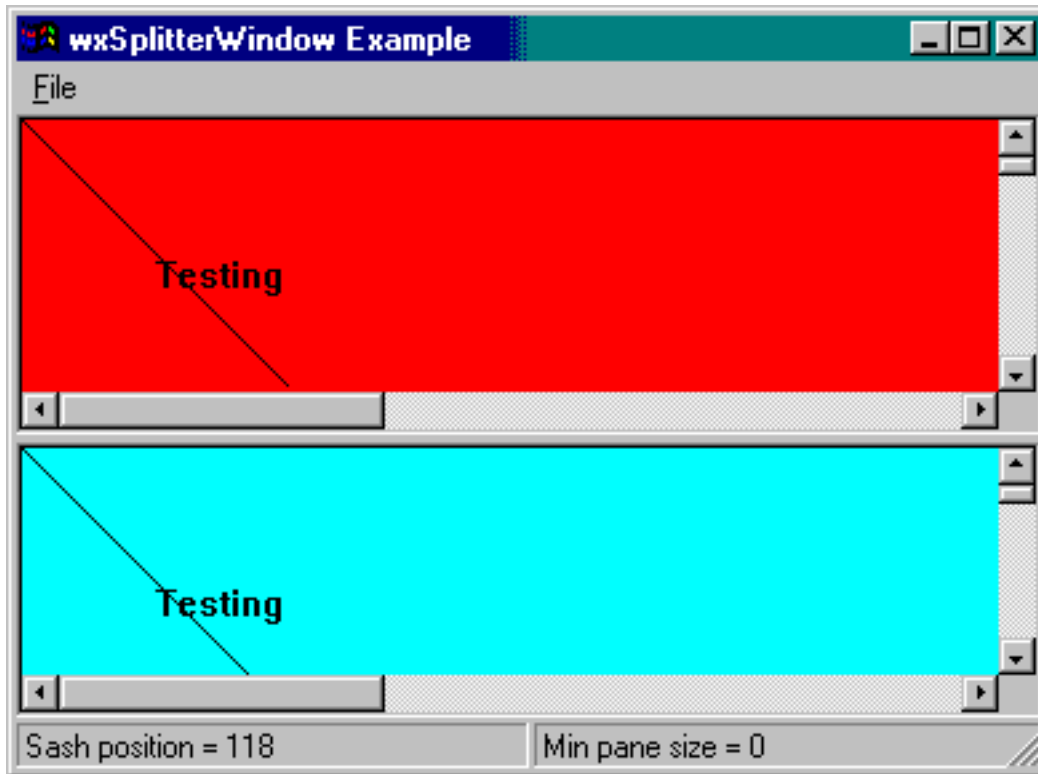 wxSplitterWindow Example
File
Testing
Testing
Sash position = 118
Min pane size = 0